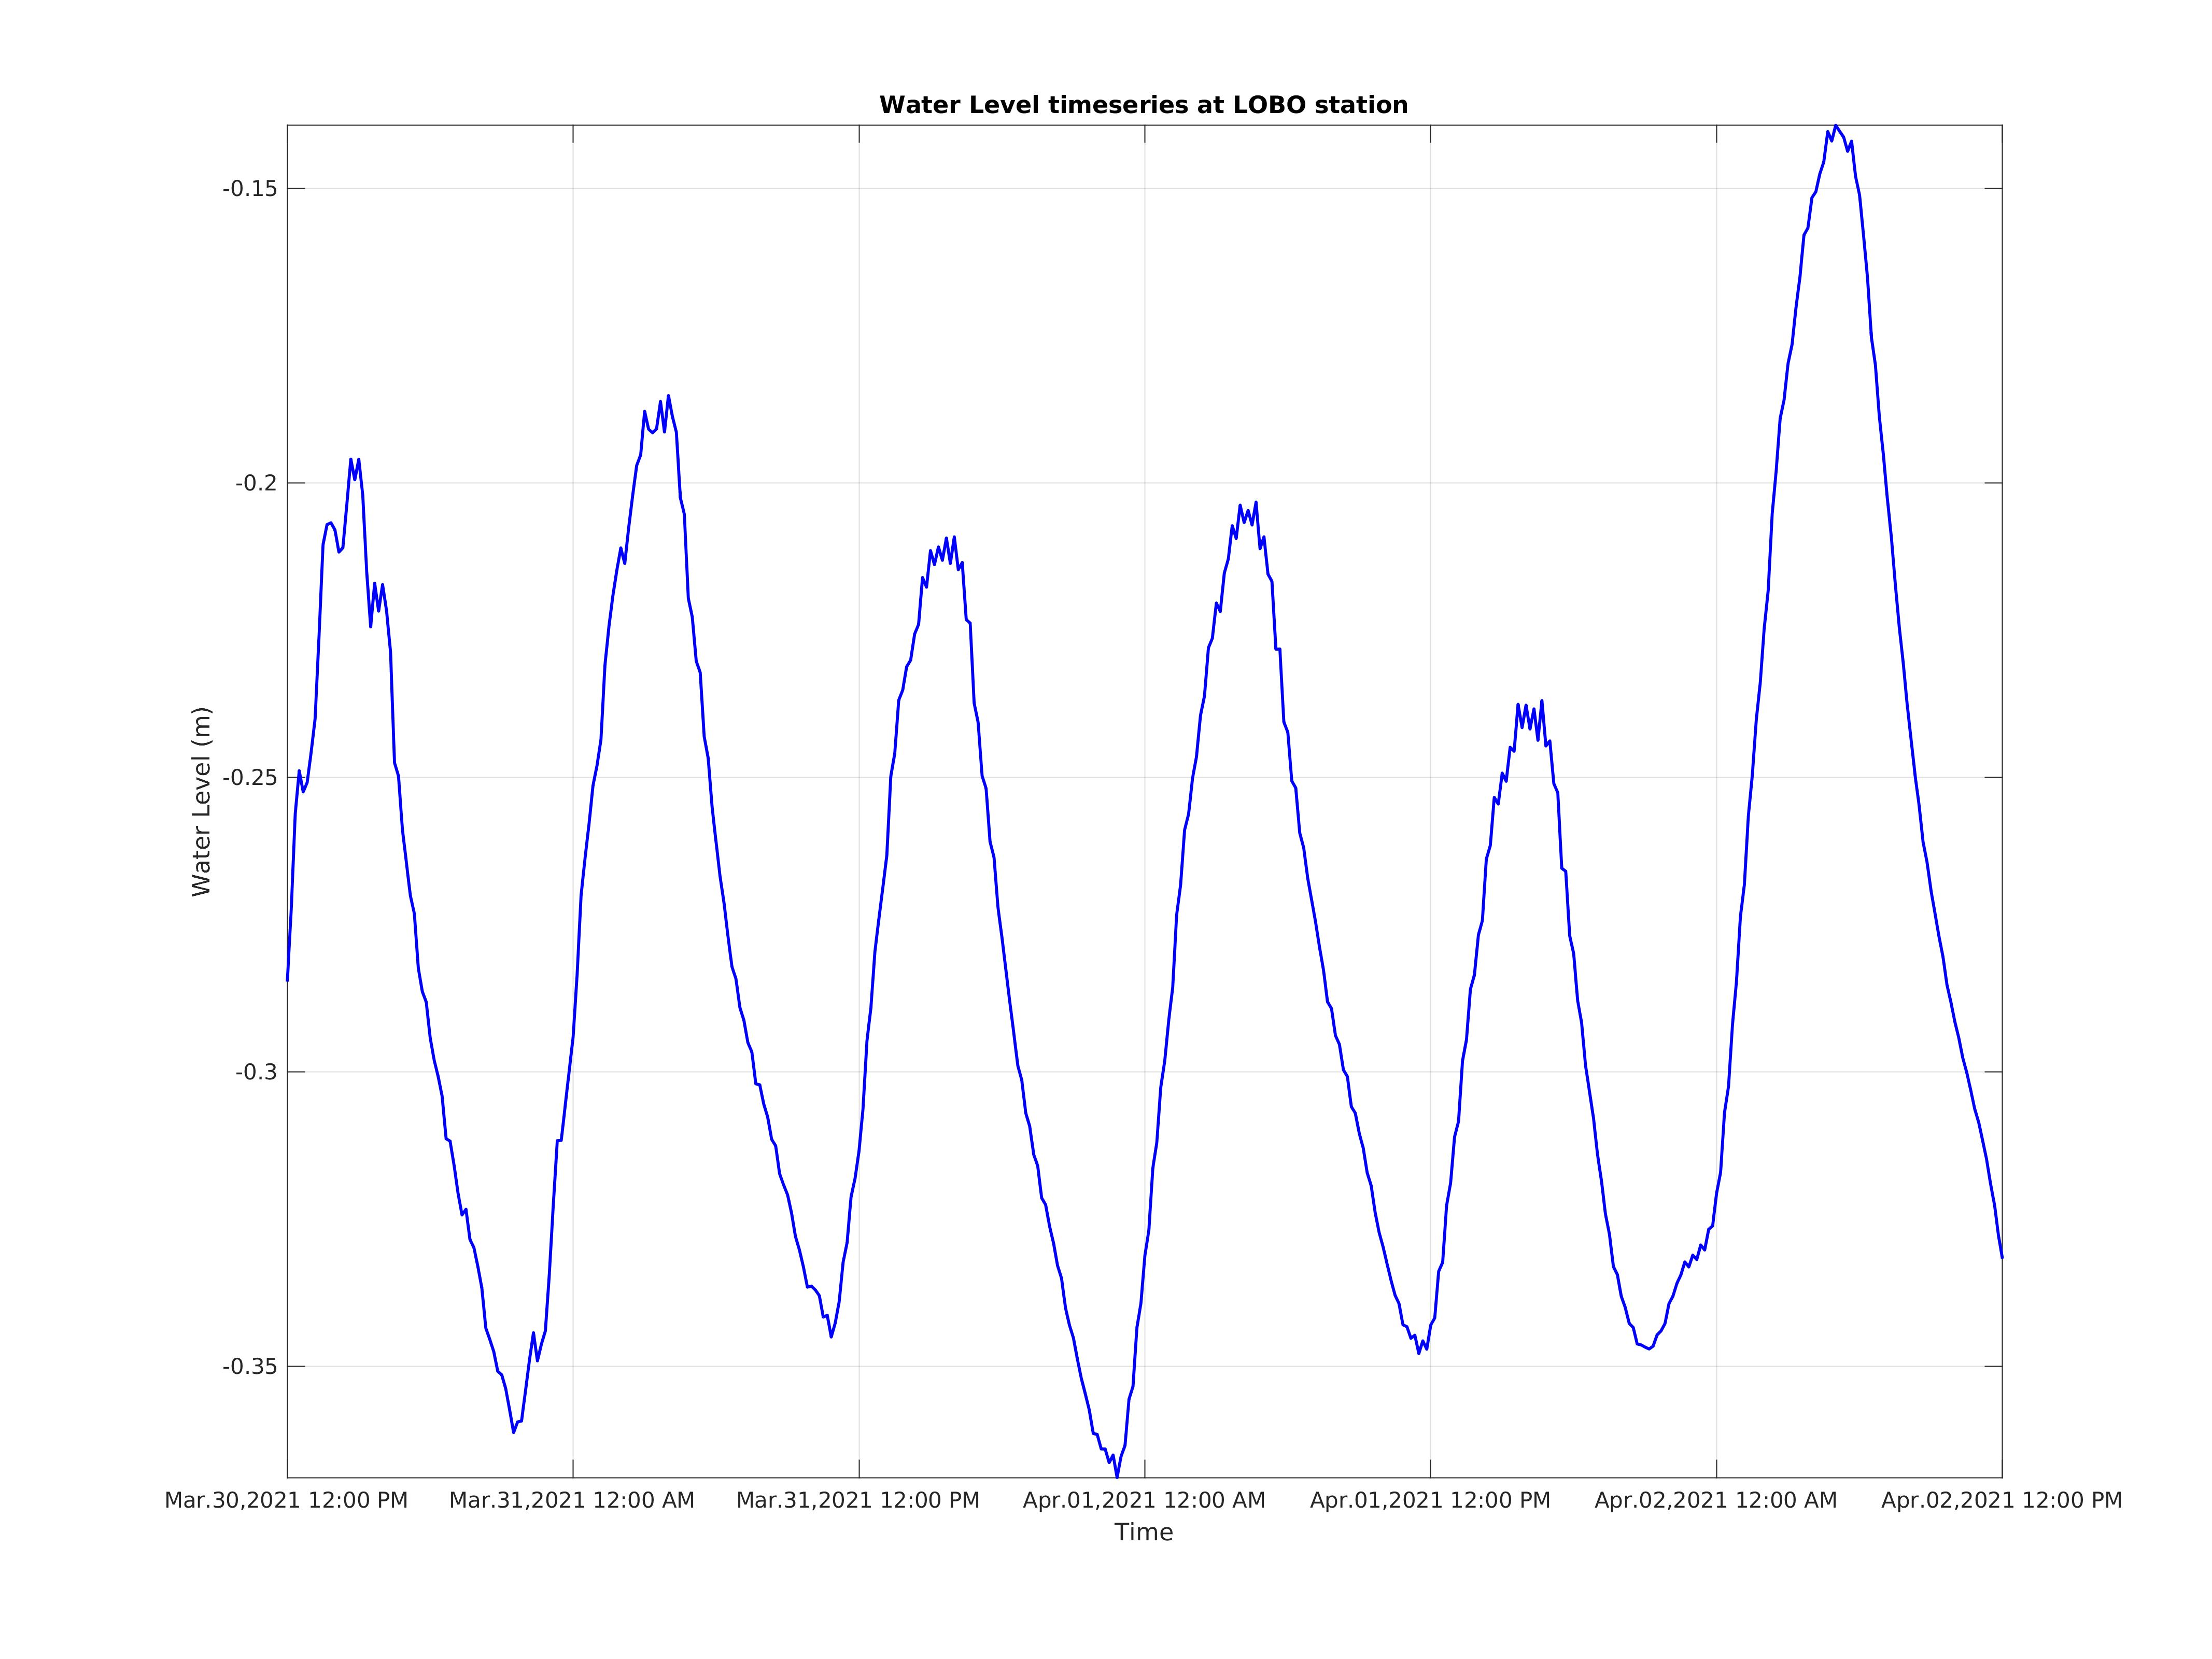 Water Level timeseries at LOBO station
-0.15
-0.2
-0.25
-0.3
-0.35
Water Level (m)
Mar.30,2021 12:00 PM Mar.31,2021 12:00 AM Mar.31,2021 12:00 PM Apr.01,2021 12:00 AM Apr.01,2021 12:00 PM Apr.02,2021 12:00 AM Apr.02,2021 12:00 PM
Time